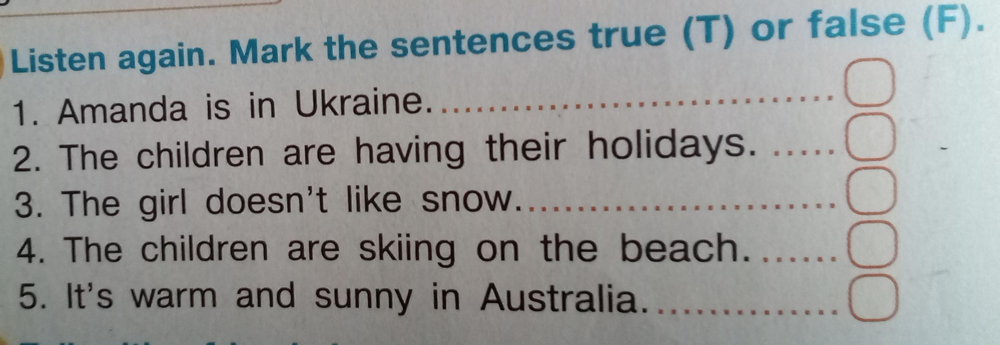 Listen again. Mark the sentences true (T) or false (F).
1. Amanda is in Ukraine. ................................
2. The children are having their holidays. .....
3. The girl doesn't like snow. .........................
4. The children are skiing on the beach. ......
5. It's warm and sunny in Australia. ..............